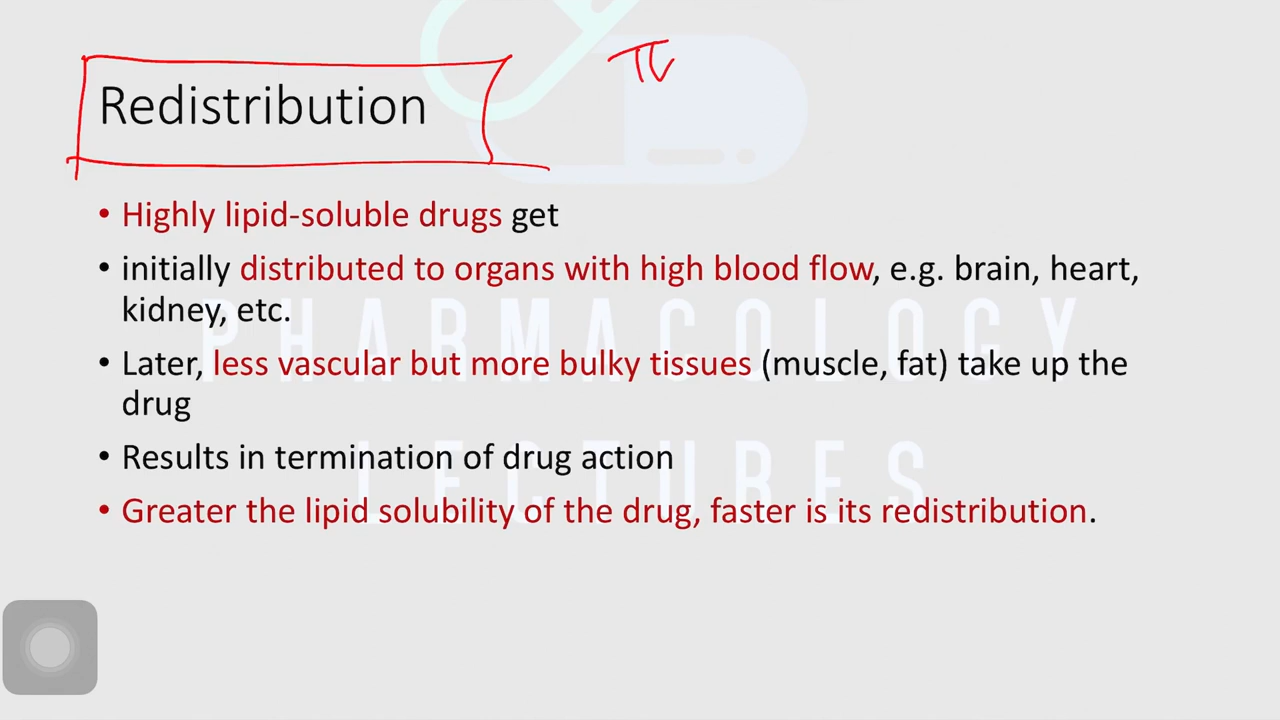 Redistribution
• Highly lipid-soluble drugs get
• initially distributed to organs with high blood flow, e.g. brain, heart,
kidney, etc.
• Later, less vascular but more bulky tissues (muscle, fat) take up the
drug
• Results in termination of drug action
• Greater the lipid solubility of the drug, faster is its redistribution.
PHARMACOLOGY
LECTURES